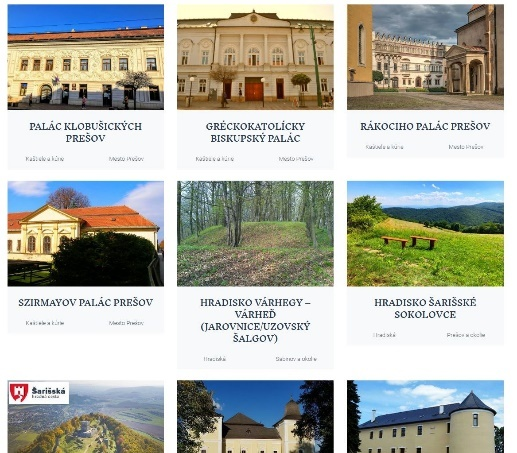 PALÁC KLOBUŠICKÝCH
PREŠOV
Kaštiele a kúrie Mesto Prešov
GRÉCKOKATOLÍCKY
BISKUPSKÝ PALÁC
Kaštiele a kúrie Mesto Prešov
RÁKOCIHO PALÁC PREŠOV
Kaštiele a kúrie Mesto Prešov
SZIRMAYOV PALÁC PREŠOV
Kaštiele a kúrie Mesto Prešov
HRADISKO VÁRHEGY –
VÁRHEĎ
(JAROVNICE/UZOVSKÝ
ŠALGOV)
Hradiská Sabinov a okolie
HRADISKO ŠARIŠSKÉ
SOKOLOVCE
Hradiská Prešov a okolie
Šarišská
hradná cesta